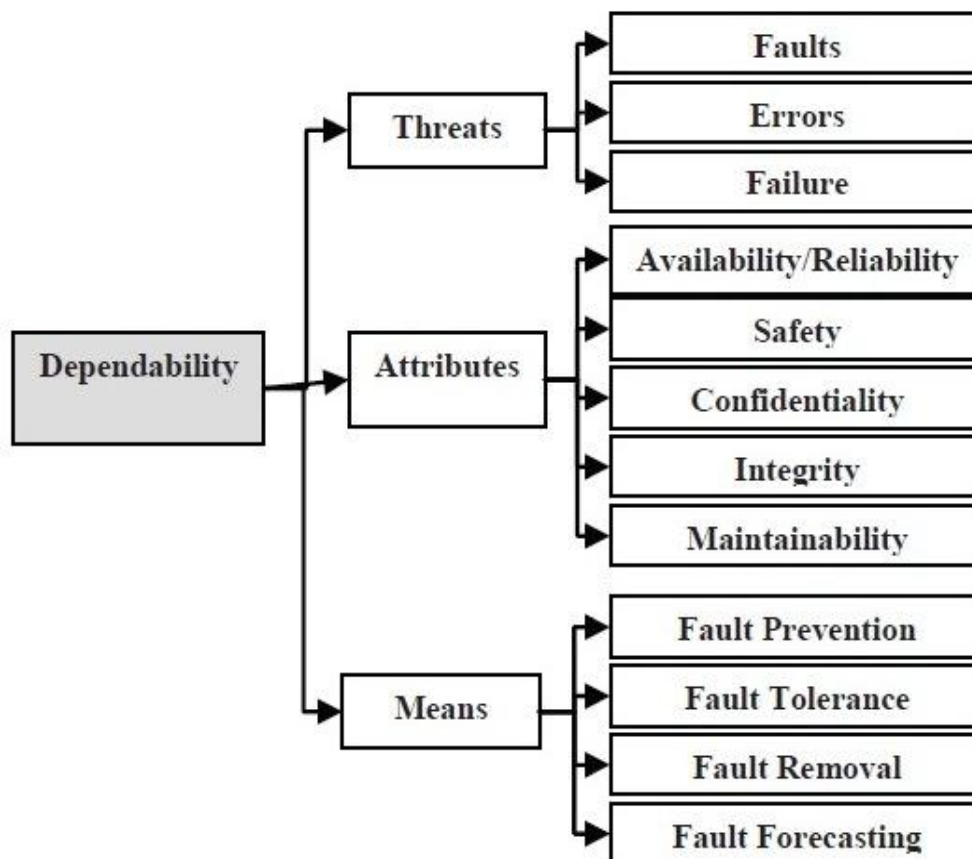 Dependability
Threats
Faults
Errors
Failure
Attributes
Availability/Reliability
Safety
Confidentiality
Integrity
Maintainability
Means
Fault Prevention
Fault Tolerance
Fault Removal
Fault Forecasting